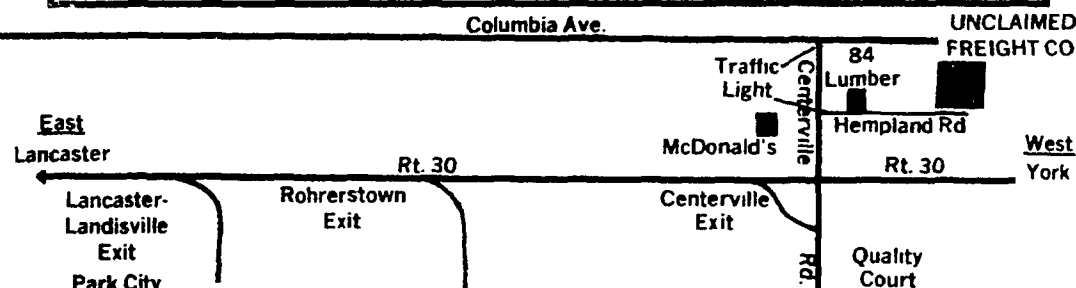 Columbia Ave.
UNCLAIMED
FREIGHT CO
Traffic
Light
84
Lumber
Centerville
Hempland Rd
McDonald's
East
Lancaster
West
York
Rt. 30
Rt. 30
Lancaster-
Landisville
Exit
Park City
Rohrerstown
Exit
Centerville
Exit
Rd.
Quality
Court